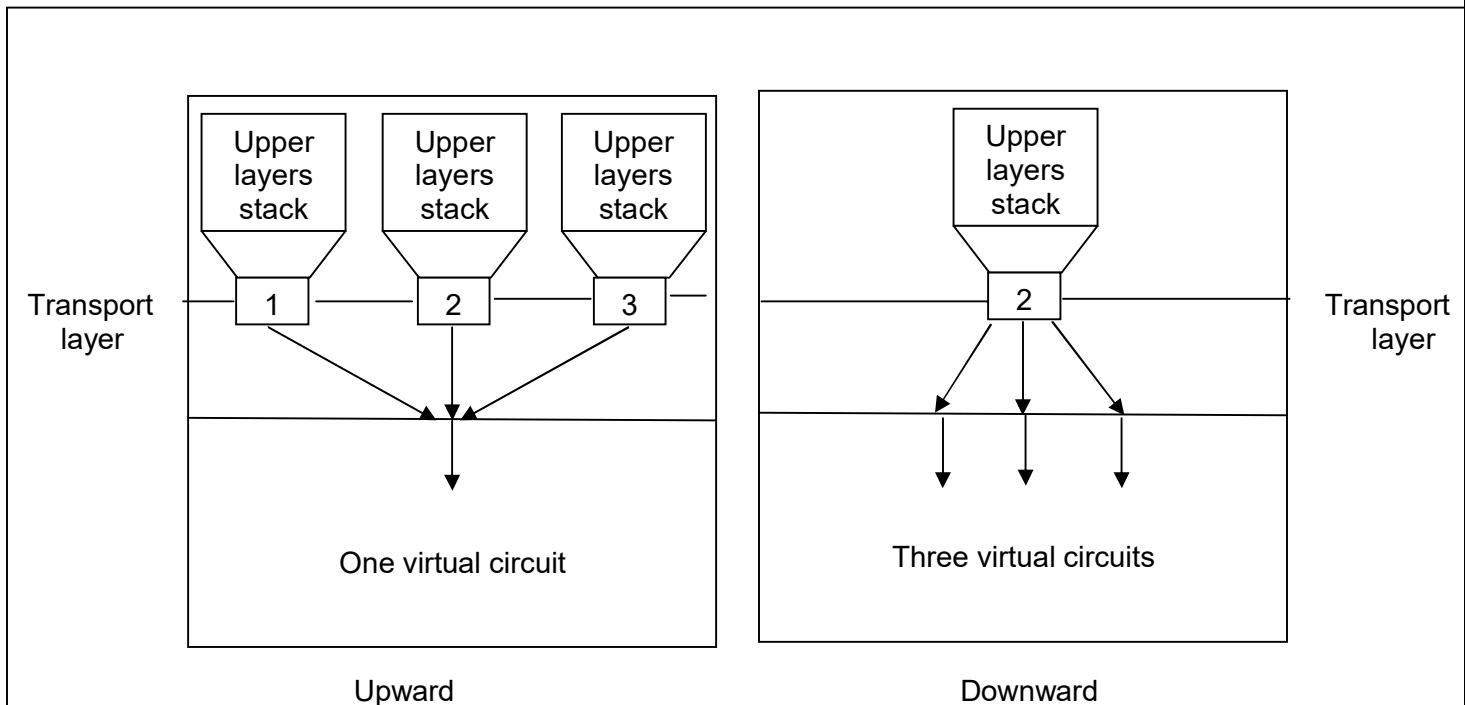 Upper
layers
stack
Upper
layers
stack
Upper
layers
stack
Transport
layer
1
2
3
One virtual circuit
Upward
Upper
layers
stack
2
Transport
layer
Three virtual circuits
Downward